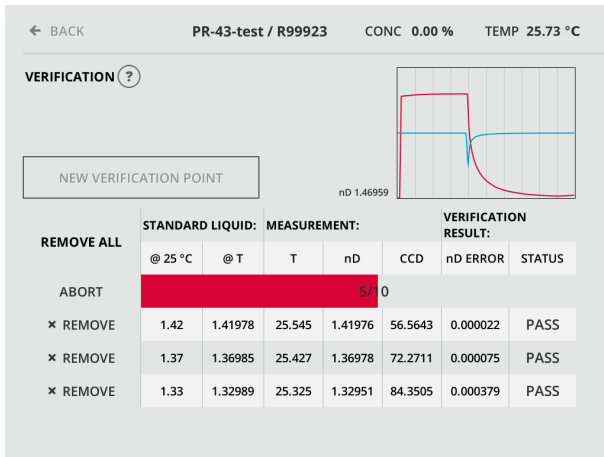 ← BACK PR-43-test / R99923 CONC 0.00 % TEMP 25.73 °C
VERIFICATION ?
NEW VERIFICATION POINT
nD 1.46959
REMOVE ALL
STANDARD LIQUID: MEASUREMENT: VERIFICATION RESULT:
@ 25 °C @ T T nD CCD nD ERROR STATUS
ABORT 5/10
× REMOVE 1.42 1.41978 25.545 1.41976 56.5643 0.000022 PASS
× REMOVE 1.37 1.36985 25.427 1.36978 72.2711 0.000075 PASS
× REMOVE 1.33 1.32989 25.325 1.32951 84.3505 0.000379 PASS